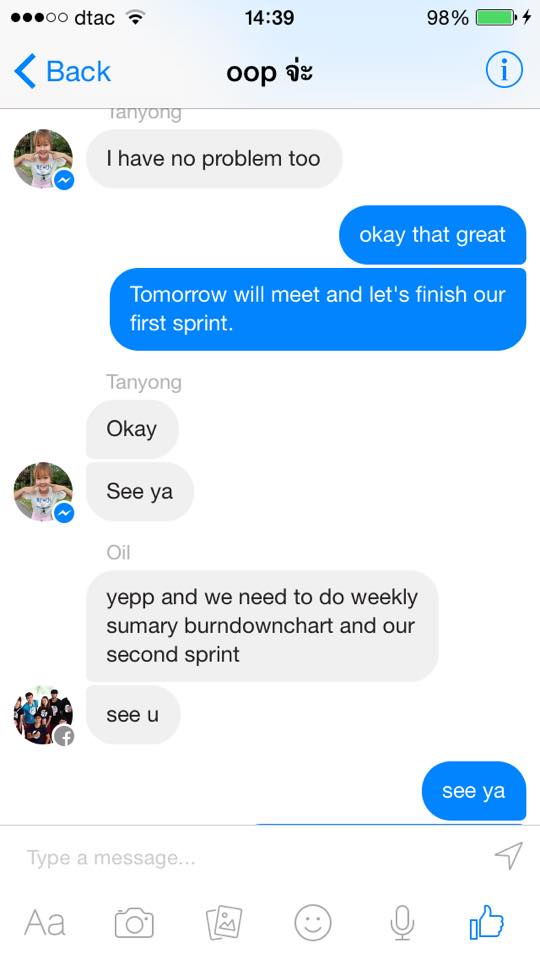 dtac 14:39 98%
Back oop จ่ะ
Tanyong
I have no problem too
okay that great
Tomorrow will meet and let's finish our
first sprint.
Tanyong
Okay
See ya
Oil
yepp and we need to do weekly
sumary burndownchart and our
second sprint
see u
see ya
Type a message...
Aa